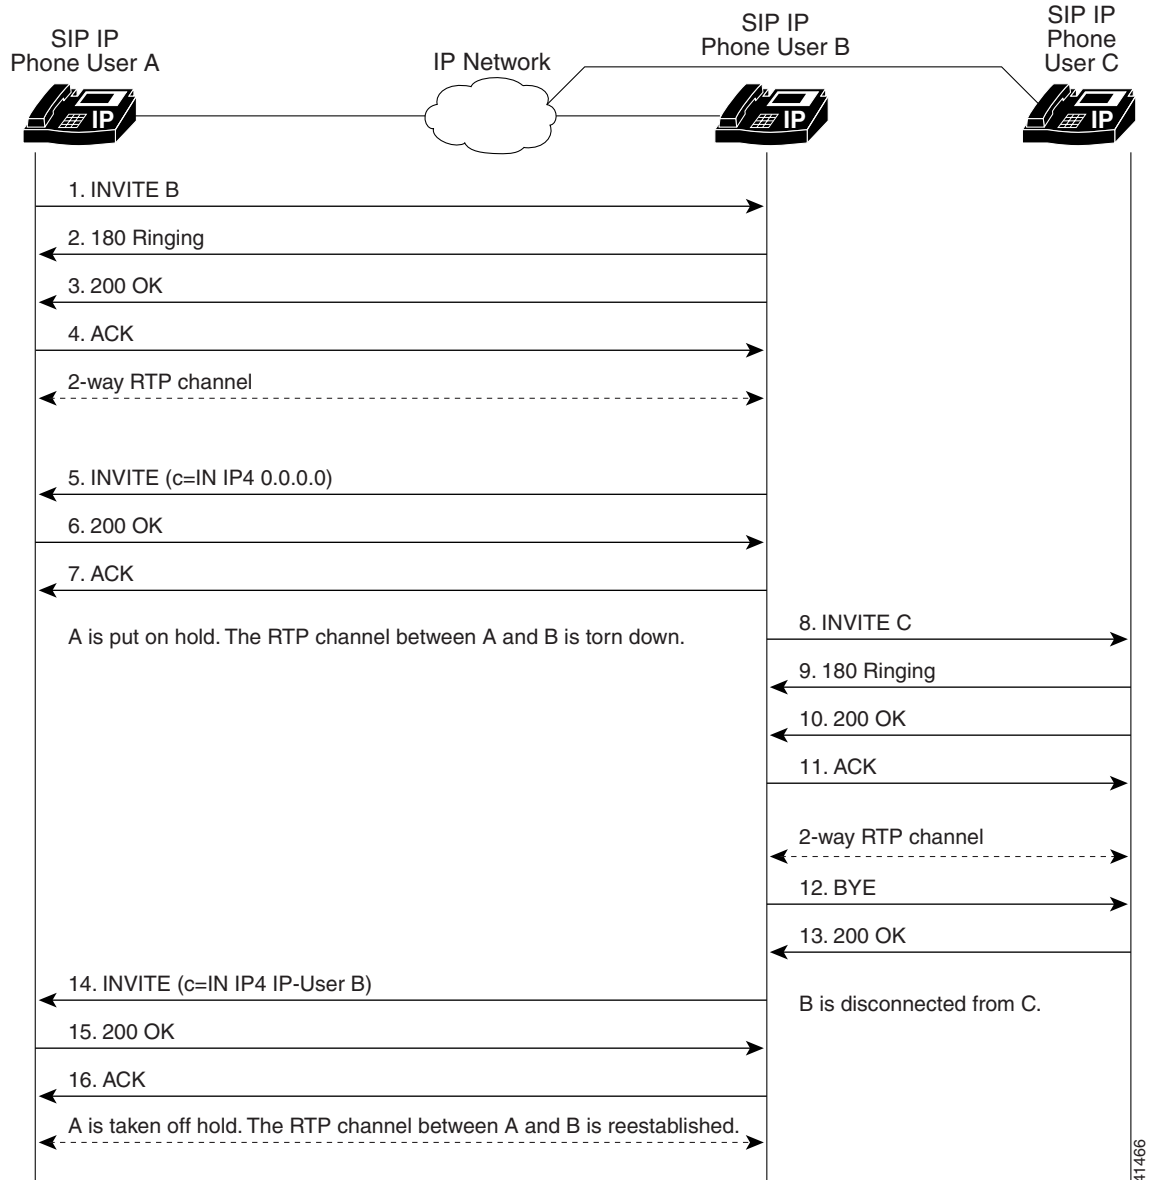 SIP IP
Phone User A
IP Network
SIP IP
Phone User B
SIP IP
Phone
User C
IP
IP
IP
1. INVITE B
2. 180 Ringing
3. 200 OK
4. ACK
2-way RTP channel
5. INVITE (c=IN IP4 0.0.0.0)
6. 200 OK
7. ACK
A is put on hold. The RTP channel between A and B is torn down.
8. INVITE C
9. 180 Ringing
10. 200 OK
11. ACK
2-way RTP channel
12. BYE
13. 200 OK
14. INVITE (c=IN IP4 IP-User B)
B is disconnected from C.
15. 200 OK
16. ACK
A is taken off hold. The RTP channel between A and B is reestablished.
41466